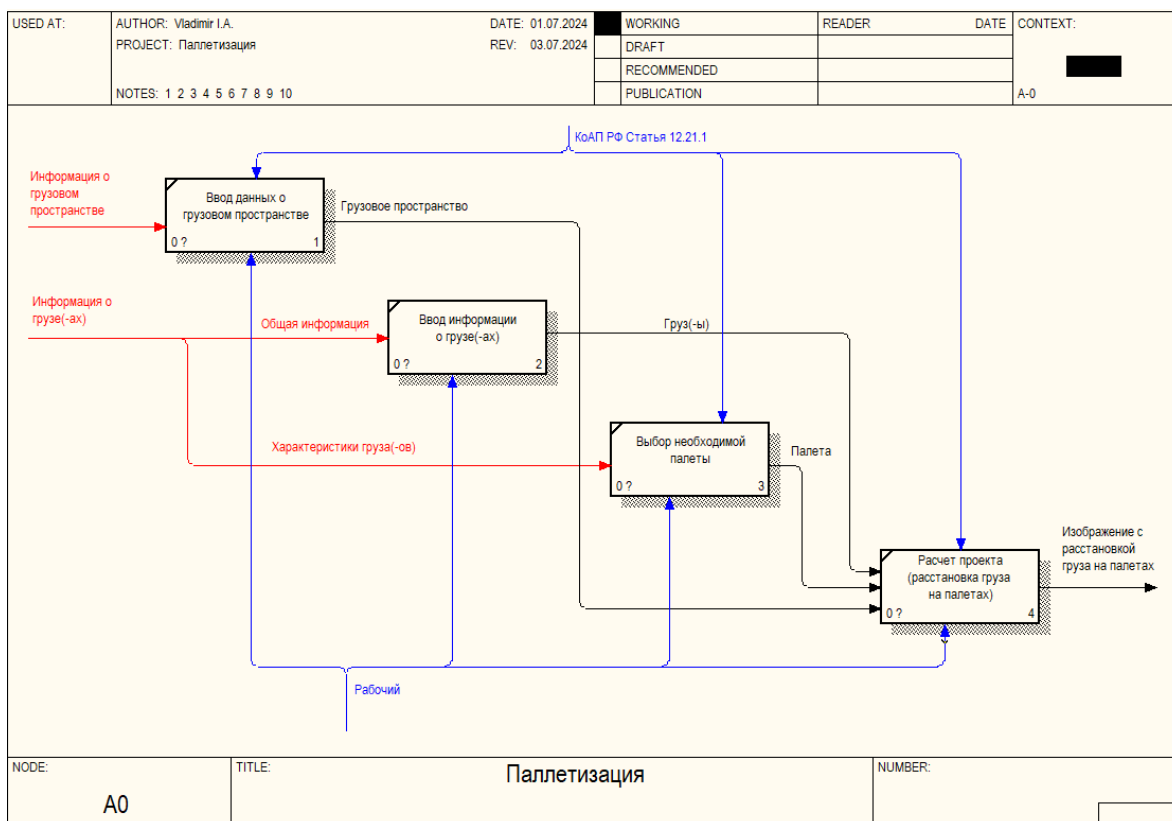 USED AT:
AUTHOR: Vladimir I.A.
DATE: 01.07.2024
WORKING
READER
DATE
CONTEXT:
PROJECT: Паллетизация
REV: 03.07.2024
DRAFT
RECOMMENDED
NOTES: 1 2 3 4 5 6 7 8 9 10
PUBLICATION
A-0
КоАП РФ Статья 12.21.1
Информация о
грузовом
пространстве
Ввод данных о
грузовом пространстве
0 ?
1
Грузовое пространство
Информация о
грузе(-ах)
Общая информация
Ввод информации
о грузе(-ах)
0 ?
2
Груз(-ы)
Характеристики груза(-ов)
Выбор необходимой
палеты
0 ?
3
Палета
Расчет проекта
(расстановка груза
на палетах)
0 ?
4
Изображение с
расстановкой
груза на палетах
Рабочий
NODE:
A0
TITLE:
Паллетизация
NUMBER: